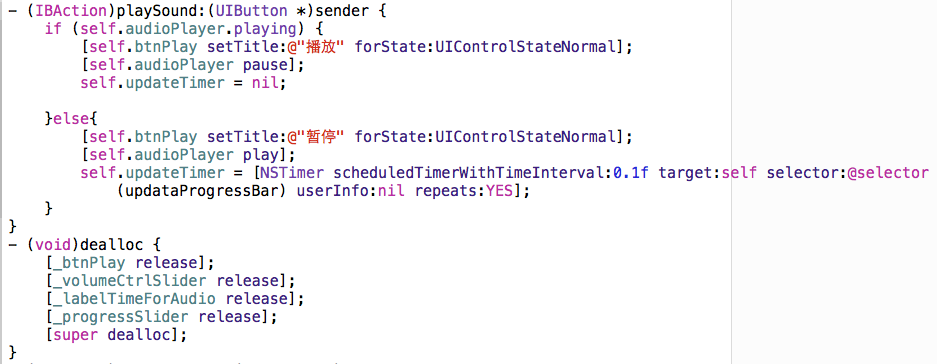 - (IBAction)playSound:(UIButton *)sender {
    if (self.audioPlayer.playing) {
        [self.btnPlay setTitle:@"播放" forState:UIControlStateNormal];
        [self.audioPlayer pause];
        self.updateTimer = nil;
    }else{
        [self.btnPlay setTitle:@"暂停" forState:UIControlStateNormal];
        [self.audioPlayer play];
        self.updateTimer = [NSTimer scheduledTimerWithTimeInterval:0.1f target:self selector:@selector
            (updataProgressBar) userInfo:nil repeats:YES];
    }
}
- (void)dealloc {
    [_btnPlay release];
    [_volumeCtrlSlider release];
    [_labelTimeForAudio release];
    [_progressSlider release];
    [super dealloc];
}